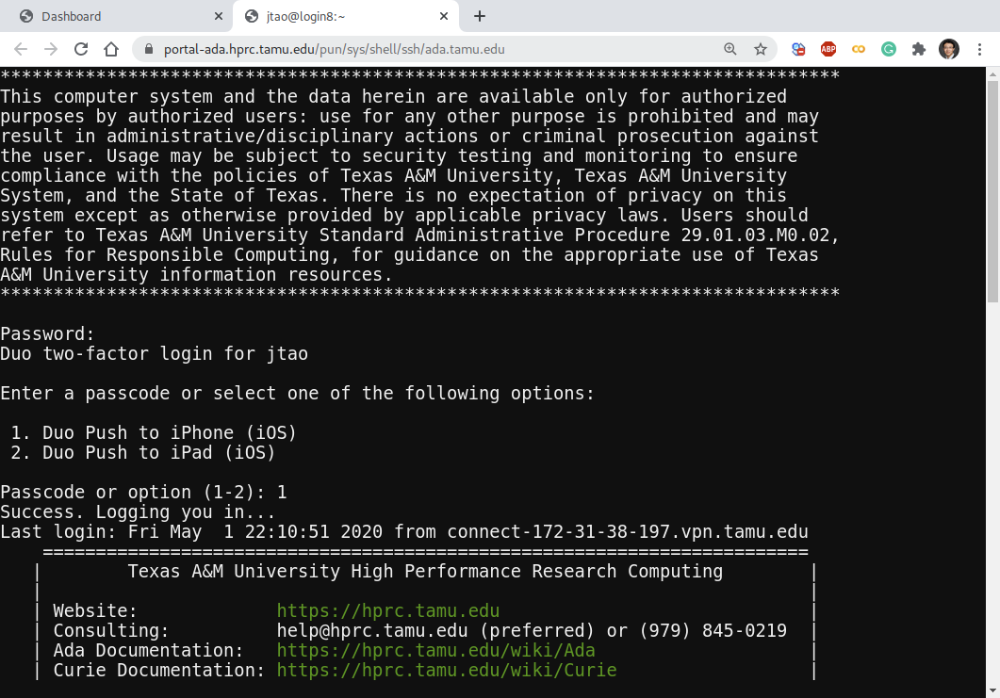 Dashboard
jtao@login8:~
portal-ada.hprc.tamu.edu/pun/sys/shell/ssh/ada.tamu.edu
ABP
*******************************************************************************
This computer system and the data herein are available only for authorized
purposes by authorized users: use for any other purpose is prohibited and may
result in administrative/disciplinary actions or criminal prosecution against
the user. Usage may be subject to security testing and monitoring to ensure
compliance with the policies of Texas A&M University, Texas A&M University
System, and the State of Texas. There is no expectation of privacy on this
system except as otherwise provided by applicable privacy laws. Users should
refer to Texas A&M University Standard Administrative Procedure 29.01.03.M0.02,
Rules for Responsible Computing, for guidance on the appropriate use of Texas
A&M University information resources.
*******************************************************************************
Password:
Duo two-factor login for jtao
Enter a passcode or select one of the following options:
1. Duo Push to iPhone (iOS)
2. Duo Push to iPad (iOS)
Passcode or option (1-2): 1
Success. Logging you in...
Last login: Fri May  1 22:10:51 2020 from connect-172-31-38-197.vpn.tamu.edu
========================================================================
| Texas A&M University High Performance Research Computing |
| |
| Website: https://hprc.tamu.edu |
| Consulting: help@hprc.tamu.edu (preferred) or (979) 845-0219 |
| Ada Documentation: https://hprc.tamu.edu/wiki/Ada |
| Curie Documentation: https://hprc.tamu.edu/wiki/Curie |